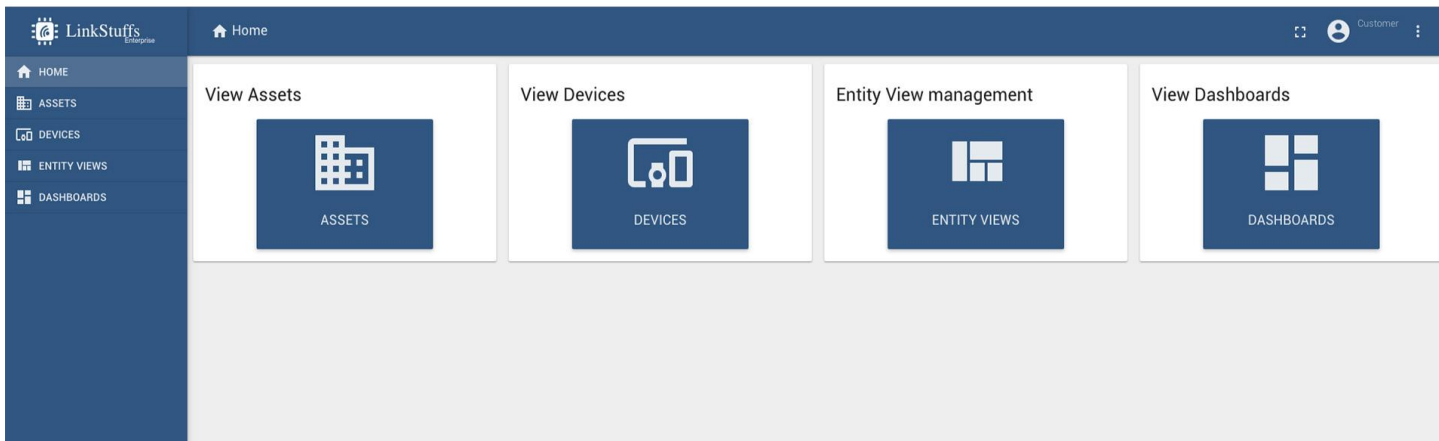 LinkStuffs
Enterprise
Home
Customer
HOME
ASSETS
DEVICES
ENTITY VIEWS
DASHBOARDS
View Assets
ASSETS
View Devices
DEVICES
Entity View management
ENTITY VIEWS
View Dashboards
DASHBOARDS